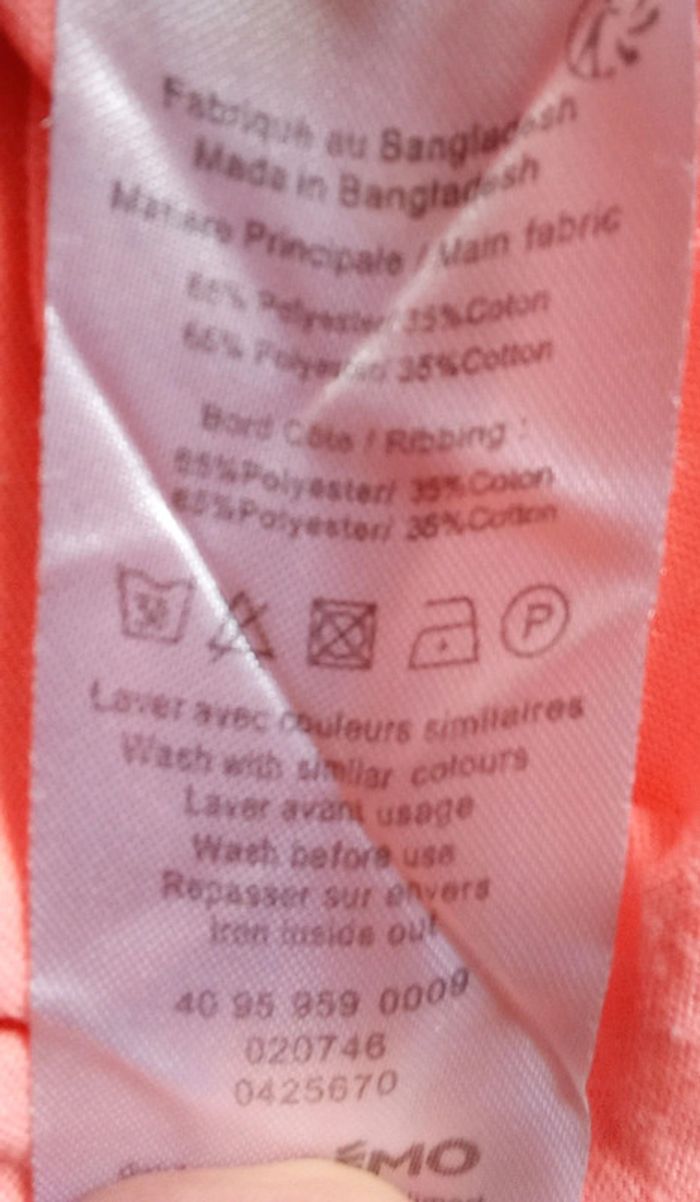 Fabriqué au Bangladesh
Made in Bangladesh
Matière Principale / Main fabric
65% Polyester/35%Coton
65% Polyester/ 35%Cotton
Bord Côte / Ribbing :
65%Polyester/ 35%Coton
65%Polyester/ 35%Cotton
30 P
Laver avec couleurs similaires
Wash with similar colours
Laver avant usage
Wash before use
Repasser sur envers
Iron inside out
40 95 959 0009
020746
0425670
ÉMO